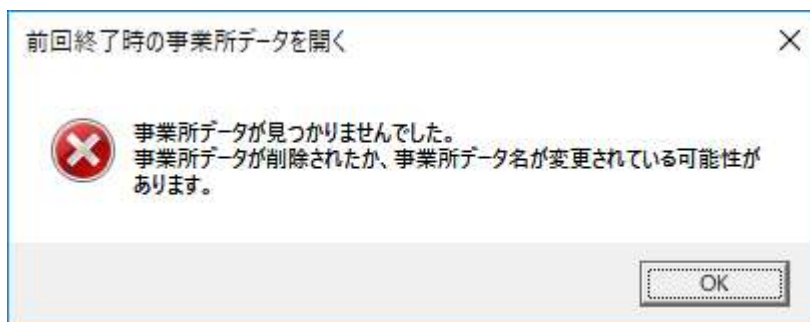 前回終了時の事業所データを開く
事業所データが見つかりませんでした。
事業所データが削除されたか、事業所データ名が変更されている可能性が
あります。
OK